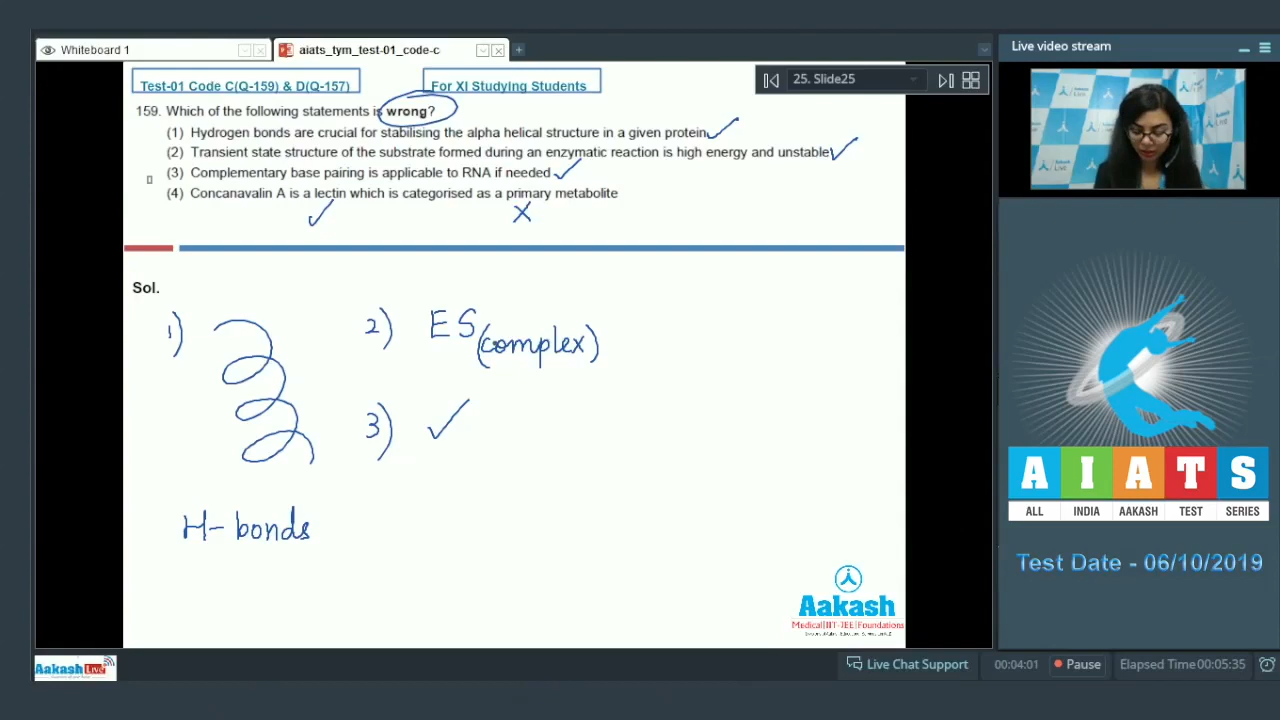 Whiteboard 1
aiats_tym_test-01_code-c
Live video stream
Test-01 Code C(Q-159) & D(Q-157)
For XI Studying Students
25. Slide25
159. Which of the following statements is wrong?
(1) Hydrogen bonds are crucial for stabilising the alpha helical structure in a given protein
(2) Transient state structure of the substrate formed during an enzymatic reaction is high energy and unstable
(3) Complementary base pairing is applicable to RNA if needed
(4) Concanavalin A is a lectin which is categorised as a primary metabolite
Sol.
1)
2) ES (complex)
3)
H-bonds
A I A T S
ALL INDIA AAKASH TEST SERIES
Test Date - 06/10/2019
Aakash
Medical|IIT-JEE|Foundations
Aakash Live
Live Chat Support
00:04:01
Pause
Elapsed Time 00:05:35